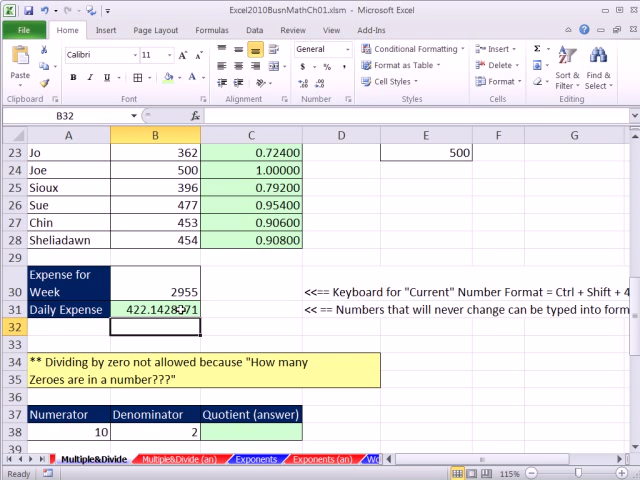 Excel2010BusnMathCh01.xlsm - Microsoft Excel
File Home Insert Page Layout Formulas Data Review View Add-Ins
Calibri 11 General Conditional Formatting Insert
Paste Format as Table Delete Sort & Find &
Cell Styles Format Filter Select
Clipboard Font Alignment Number Styles Cells Editing
B32 fx
A B C D E F G
23 Jo 362 0.72400 500
24 Joe 500 1.00000
25 Sioux 396 0.79200
26 Sue 477 0.95400
27 Chin 453 0.90600
28 Sheliadawn 454 0.90800
29
Expense for
30 Week 2955 <<== Keyboard for "Current" Number Format = Ctrl + Shift + 4
31 Daily Expense 422.1428571 << == Numbers that will never change can be typed into form
32
33
34 ** Dividing by zero not allowed because "How many
35 Zeroes are in a number???"
36
37 Numerator Denominator Quotient (answer)
38 10 2
39
Multiple&Divide Multiple&Divide (an) Exponents Exponents (an) Wo
Ready 115%